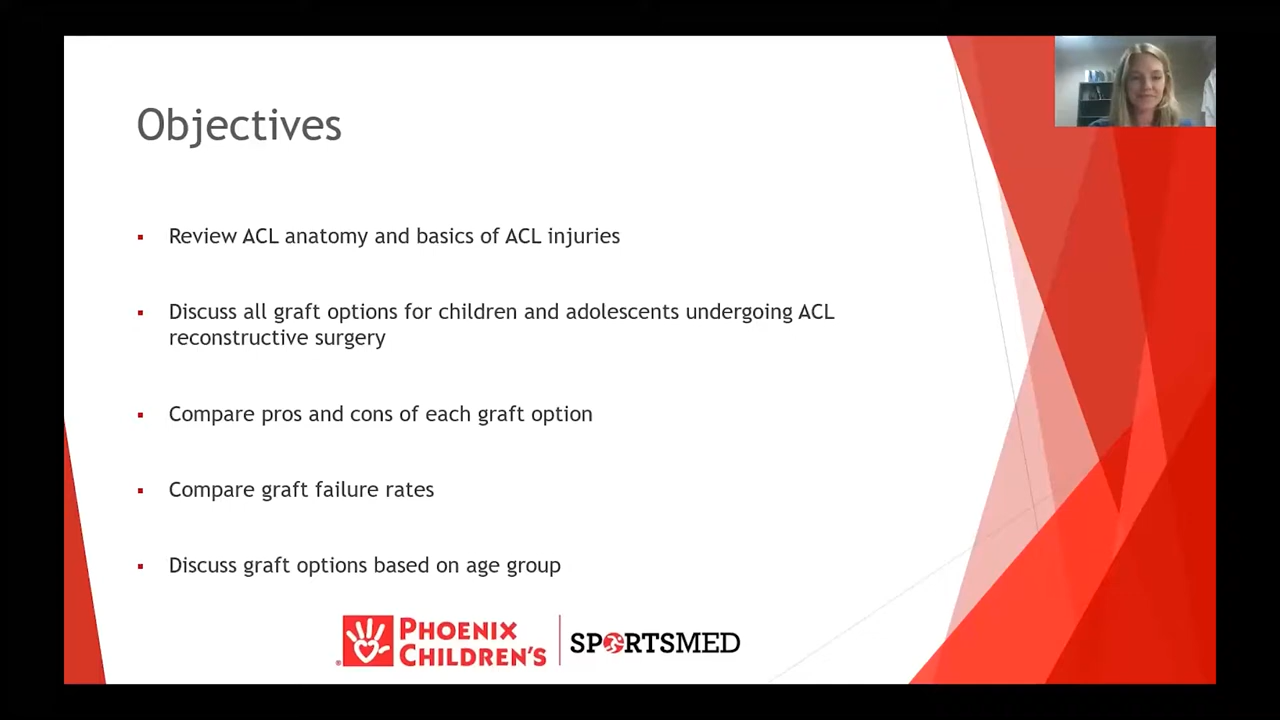 Objectives
Review ACL anatomy and basics of ACL injuries
Discuss all graft options for children and adolescents undergoing ACL
reconstructive surgery
Compare pros and cons of each graft option
Compare graft failure rates
Discuss graft options based on age group
PHOENIX
CHILDREN'S
SPORTSMED